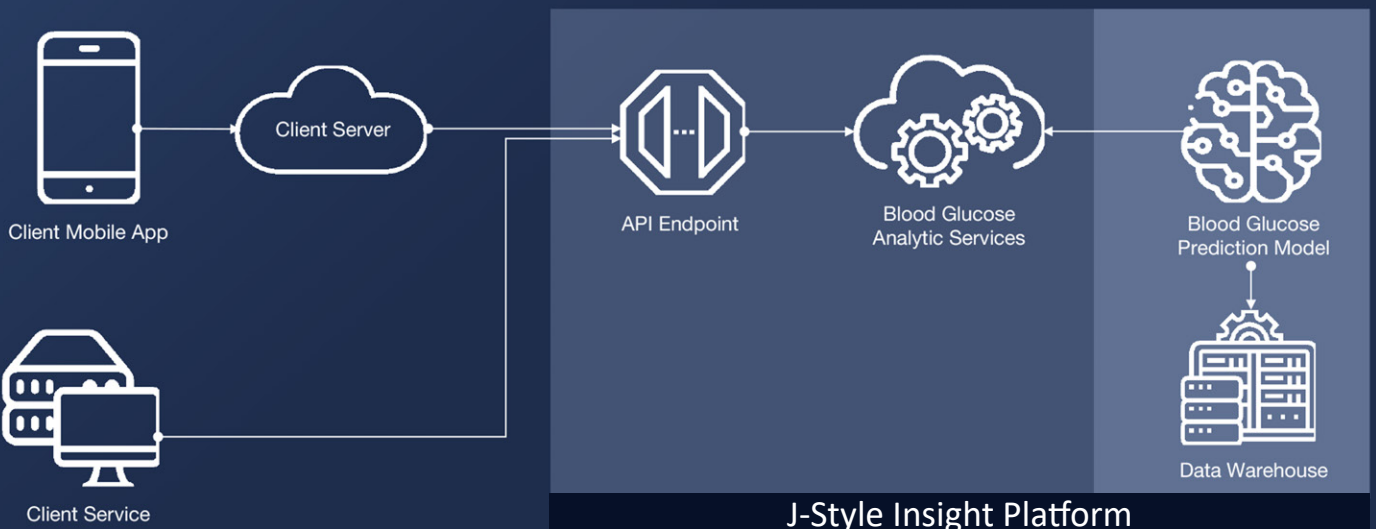 Client Mobile App
Client Server
API Endpoint
Blood Glucose
Analytic Services
Blood Glucose
Prediction Model
Data Warehouse
Client Service
J-Style Insight Platform